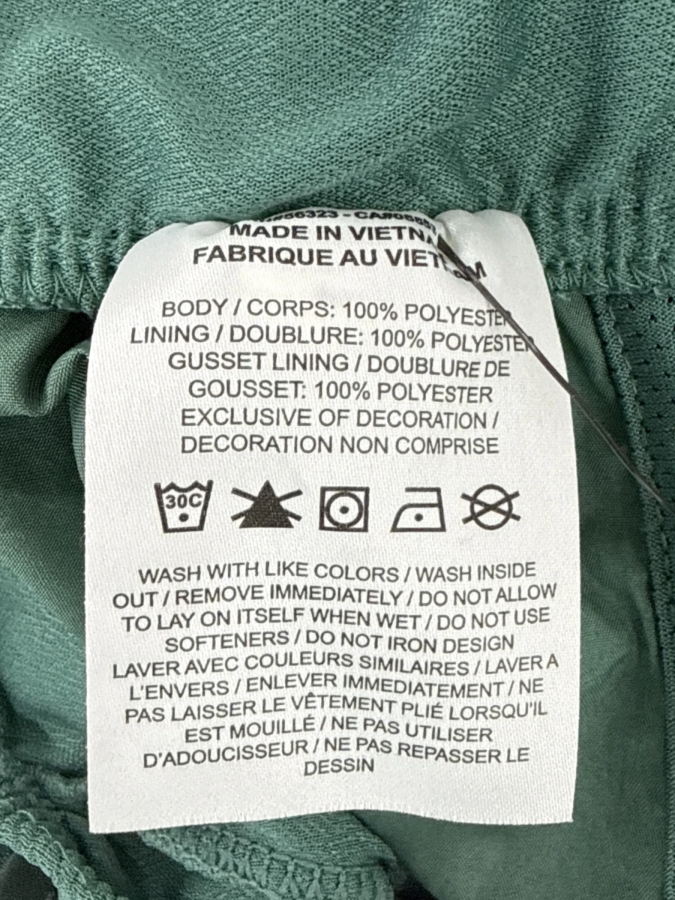 MADE IN
FABRIQUE AU
BODY / CORPS: 100% POLYESTER
LINING / DOUBLURE: 100% POLYESTER
GUSSET LINING / DOUBLURE DE
GOUSSET: 100% POLYESTER
EXCLUSIVE OF DECORATION /
DECORATION NON COMPRISE
30C
WASH WITH LIKE COLORS / WASH INSIDE
OUT / REMOVE IMMEDIATELY / DO NOT ALLOW
TO LAY ON ITSELF WHEN WET / DO NOT USE
SOFTENERS / DO NOT IRON DESIGN
LAVER AVEC COULEURS SIMILAIRES / LAVER A
L'ENVERS / ENLEVER IMMEDIATEMENT / NE
PAS LAISSER LE VÊTEMENT PLIÉ LORSQU'IL
EST MOUILLÉ / NE PAS UTILISER
D'ADOUCISSEUR / NE PAS REPASSER LE
DESSIN